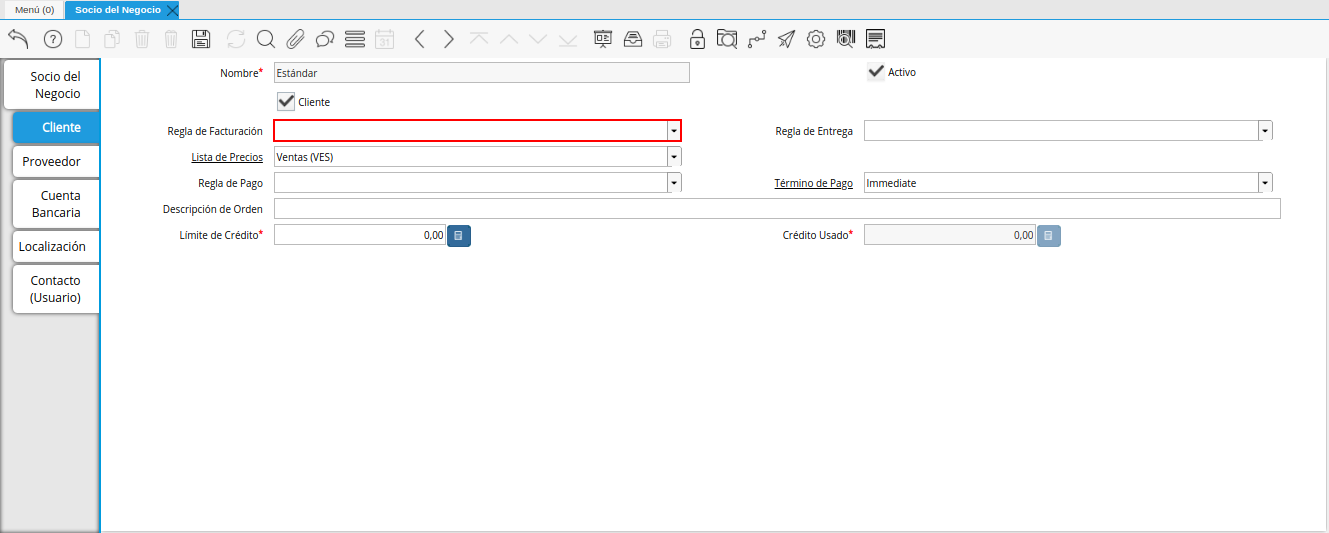 Menú (0)
Socio del Negocio
?
31
Socio del
Negocio
Cliente
Proveedor
Cuenta
Bancaria
Localización
Contacto
(Usuario)
Nombre* Estándar Activo
Cliente
Regla de Facturación Regla de Entrega
Lista de Precios Ventas (VES)
Regla de Pago Término de Pago Immediate
Descripción de Orden
Límite de Crédito* 0,00 Crédito Usado* 0,00